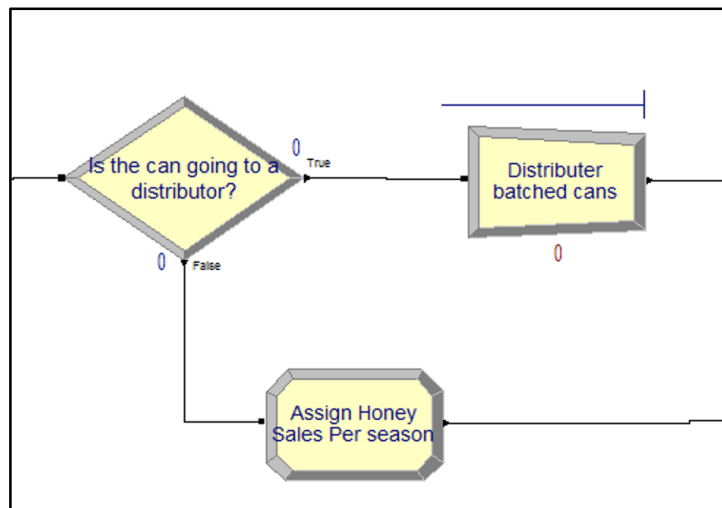 Is the can going to a
distributor?
0
True
0
False
Distributer
batched cans
0
Assign Honey
Sales Per season